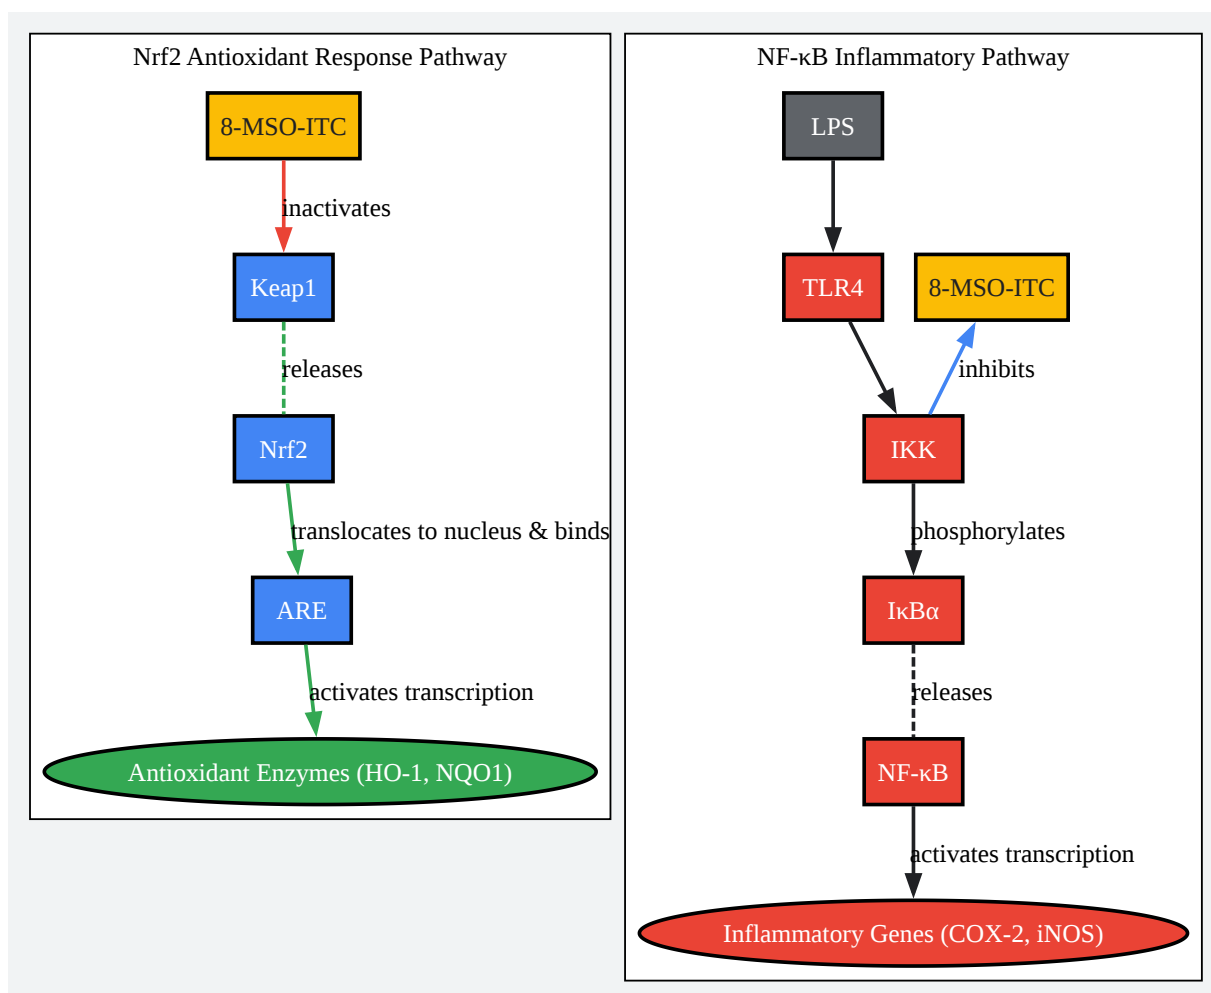 Nrf2 Antioxidant Response Pathway
8-MSO-ITC
inactivates
Keap1
releases
Nrf2
translocates to nucleus & binds
ARE
activates transcription
Antioxidant Enzymes (HO-1, NQO1)
NF-κB Inflammatory Pathway
LPS
TLR4
8-MSO-ITC
inhibits
IKK
phosphorylates
IκBα
releases
NF-κB
activates transcription
Inflammatory Genes (COX-2, iNOS)